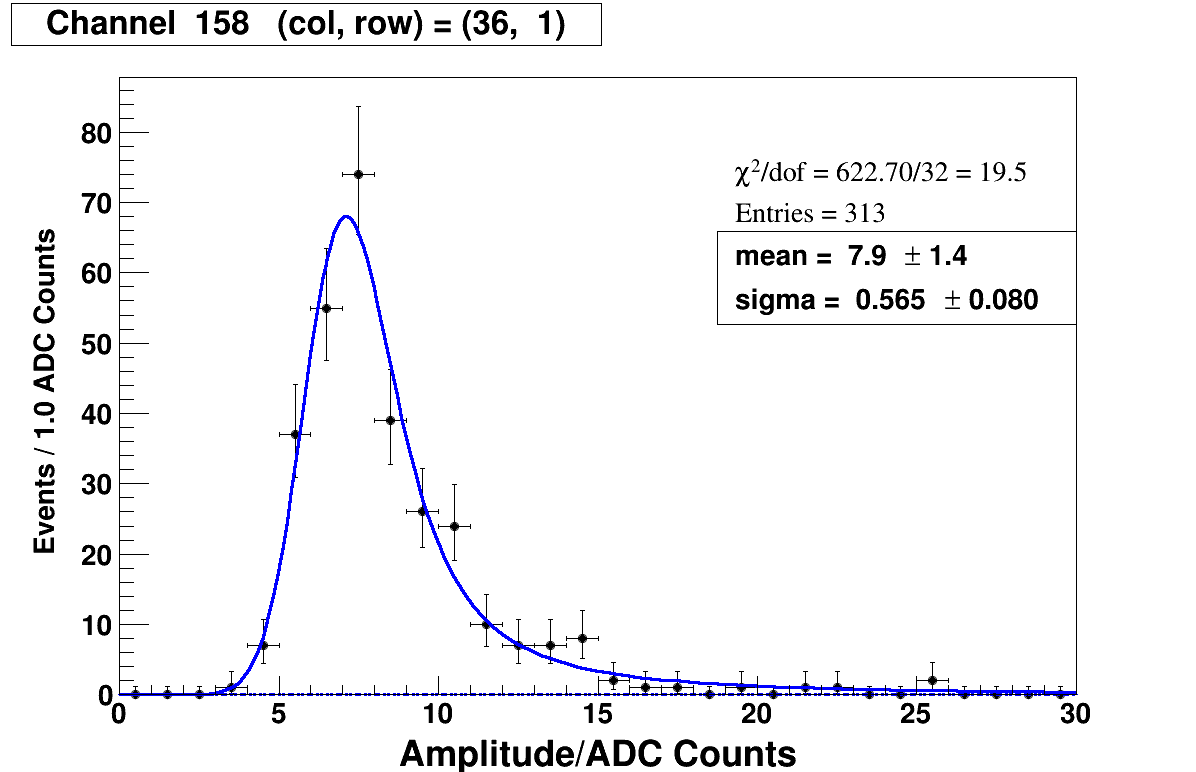 Channel 158 (col, row) = (36, 1)
χ²/dof = 622.70/32 = 19.5
Entries = 313
mean = 7.9 ± 1.4
sigma = 0.565 ± 0.080
Events / 1.0 ADC Counts
80
70
60
50
40
30
20
10
0
0 5 10 15 20 25 30
Amplitude/ADC Counts